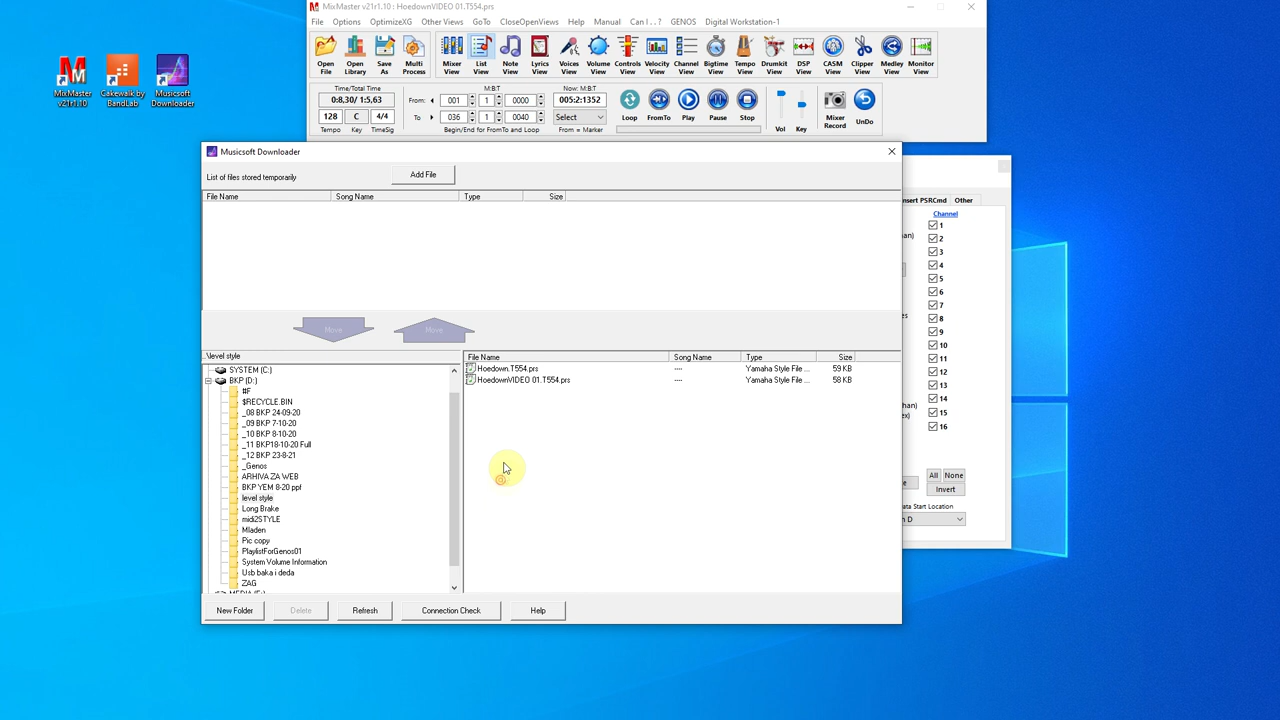 MixMaster v21r1.10 : HoedownVIDEO 01.T554.prs
File Options OptimizeXG Other Views GoTo CloseOpenViews Help Manual Can I . . ? GENOS Digital Workstation-1
Open File Open Library Save As Multi Process Mixer View List View Note View Lyrics View Voices View Volume View Controls View Velocity View Channel View Bigtime View Tempo View Drumkit View DSP View CASM View Clipper View Medley View Monitor View
Time/Total Time M:B:T Now: M:B:T
0:8,30/ 1:5,63 From: 001 1 0000 005:2:1352
128 C 4/4 To 036 1 0040 Select Loop FromTo Play Pause Stop Mixer Record UnDo
Tempo Key TimeSig Begin/End for FromTo and Loop From = Marker Vol Key
MixMaster v21r1.10
Cakewalk by BandLab
Musicsoft Downloader
Musicsoft Downloader
List of files stored temporarily Add File
File Name Song Name Type Size
Move Move
..\level style
SYSTEM (C:)
BKP (D:)
#F
$RECYCLE.BIN
_08 BKP 24-09-20
_09 BKP 7-10-20
_10 BKP 8-10-20
_11 BKP18-10-20 Full
_12 BKP 23-8-21
_Genos
ARHIVA ZA WEB
BKP YEM 8-20 ppf
level style
Long Brake
midi2STYLE
Mladen
Pic copy
PlaylistForGenos01
System Volume Information
Usb baka i deda
ZAG
File Name Song Name Type Size
Hoedown.T554.prs ---- Yamaha Style File ... 59 KB
HoedownVIDEO 01.T554.prs ---- Yamaha Style File ... 58 KB
New Folder Delete Refresh Connection Check Help
nsert PSRCmd Other
Channel
1
2
3
4
5
6
7
8
9
10
11
12
13
14
15
16
All None
Invert
ata Start Location
n D